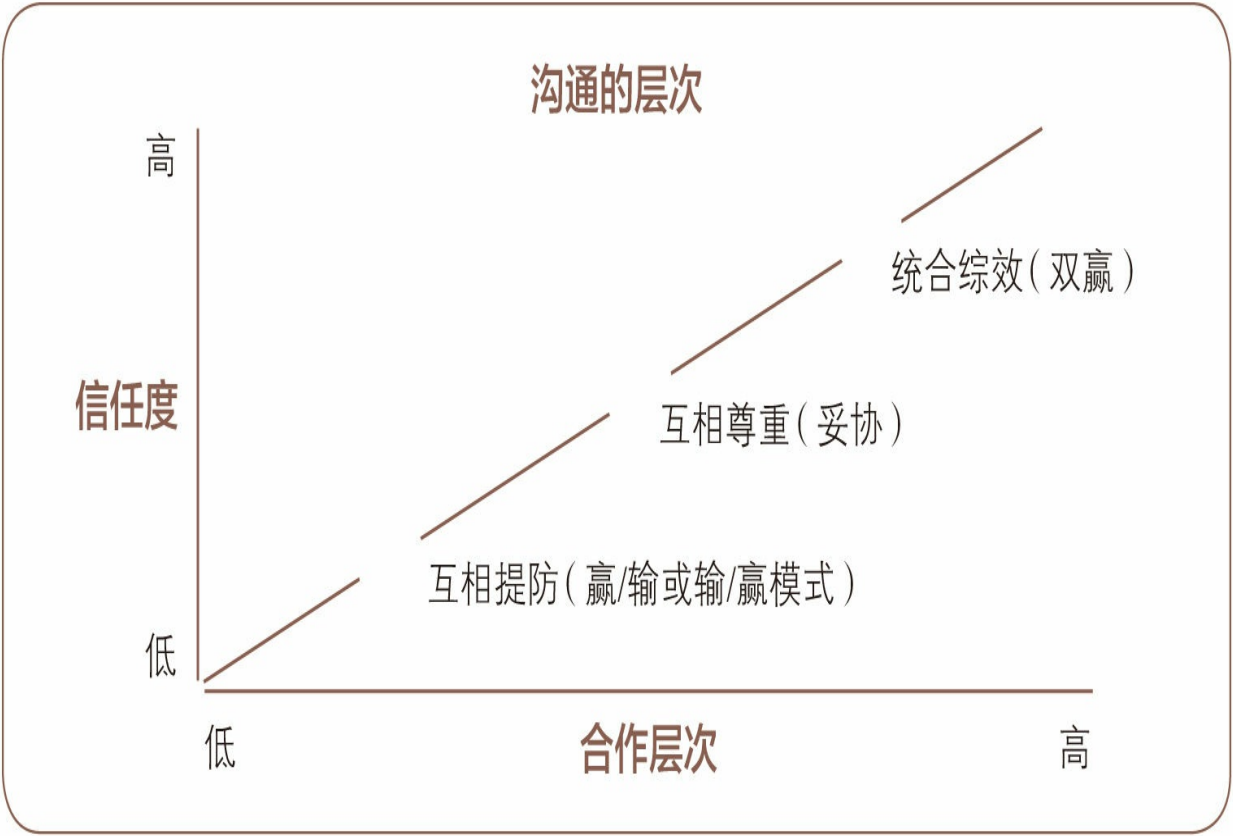 沟通的层次
高
统合综效（双赢）
信任度
互相尊重（妥协）
互相提防（赢/输或输/赢模式）
低
低
合作层次
高